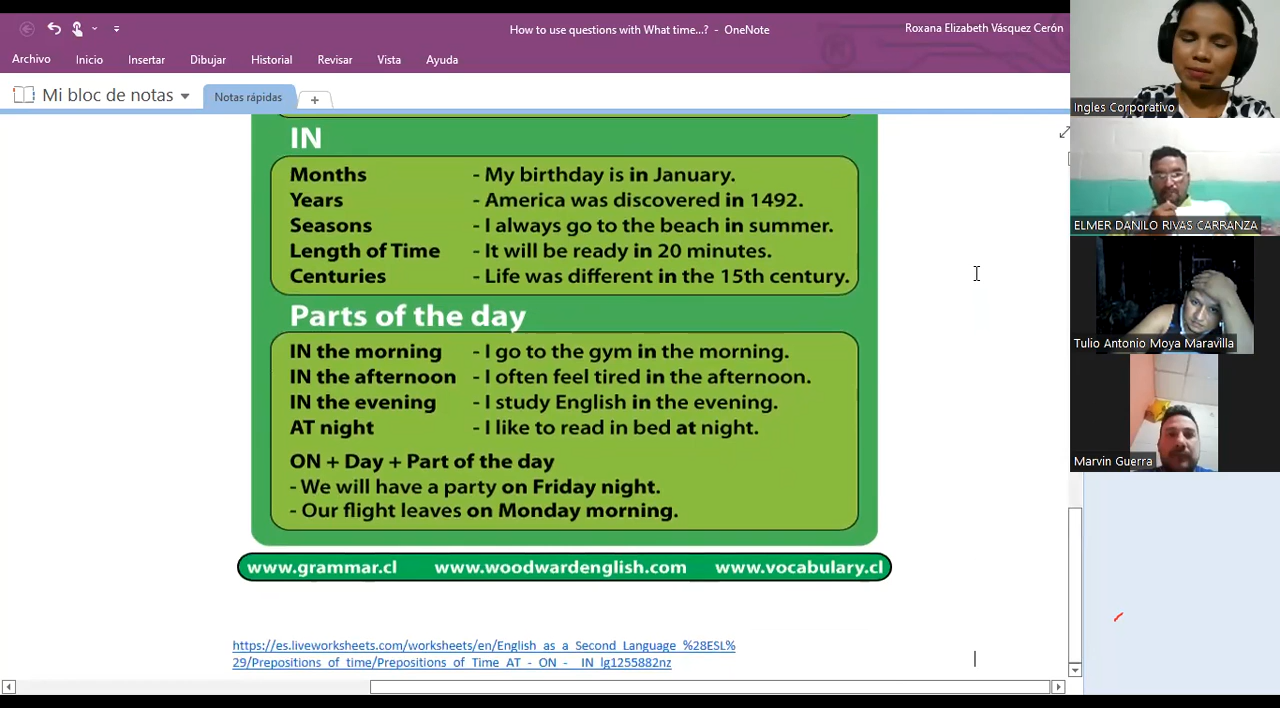 How to use questions with What time...? - OneNote
Roxana Elizabeth Vásquez Cerón
Archivo Inicio Insertar Dibujar Historial Revisar Vista Ayuda
Mi bloc de notas Notas rápidas
IN
Months - My birthday is in January.
Years - America was discovered in 1492.
Seasons - I always go to the beach in summer.
Length of Time - It will be ready in 20 minutes.
Centuries - Life was different in the 15th century.
Parts of the day
IN the morning - I go to the gym in the morning.
IN the afternoon - I often feel tired in the afternoon.
IN the evening - I study English in the evening.
AT night - I like to read in bed at night.
ON + Day + Part of the day
- We will have a party on Friday night.
- Our flight leaves on Monday morning.
www.grammar.cl www.woodwardenglish.com www.vocabulary.cl
https://es.liveworksheets.com/worksheets/en/English_as_a_Second_Language_%28ESL%
29/Prepositions_of_time/Prepositions_of_Time_AT_-_ON_-__IN_lg1255882nz
Ingles Corporativo
ELMER DANILO RIVAS CARRANZA
Tulio Antonio Moya Maravilla
Marvin Guerra